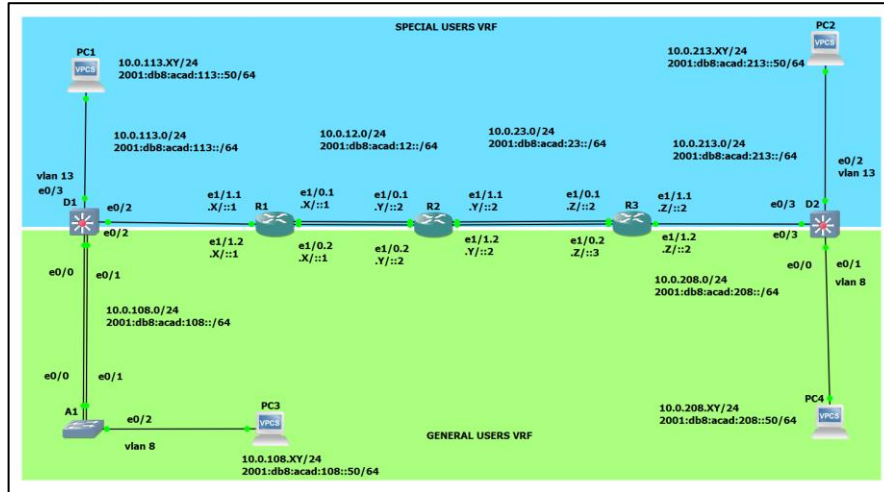 SPECIAL USERS VRF
PC1
VPCS
10.0.113.XY/24
2001:db8:acad:113::50/64
PC2
VPCS
10.0.213.XY/24
2001:db8:acad:213::50/64
10.0.113.0/24
2001:db8:acad:113::/64
10.0.12.0/24
2001:db8:acad:12::/64
10.0.23.0/24
2001:db8:acad:23::/64
10.0.213.0/24
2001:db8:acad:213::/64
e0/2
vlan 13
vlan 13
e0/3
D1
e0/2
e0/2
e1/1.1
.X/::1
R1
e1/0.1
.X/::1
e1/0.1
.Y/::2
R2
e1/1.1
.Y/::2
e1/0.1
.Z/::2
R3
e1/1.1
.Z/::2
e0/3
D2
e0/3
e1/1.2
.X/::1
e1/0.2
.X/::1
e1/0.2
.Y/::2
e1/1.2
.Y/::2
e1/0.2
.Z/::3
e1/1.2
.Z/::2
e0/0
e0/1
e0/0
e0/1
vlan 8
10.0.108.0/24
2001:db8:acad:108::/64
10.0.208.0/24
2001:db8:acad:208::/64
e0/0
e0/1
A1
e0/2
vlan 8
PC3
VPCS
10.0.108.XY/24
2001:db8:acad:108::50/64
GENERAL USERS VRF
PC4
VPCS
10.0.208.XY/24
2001:db8:acad:208::50/64